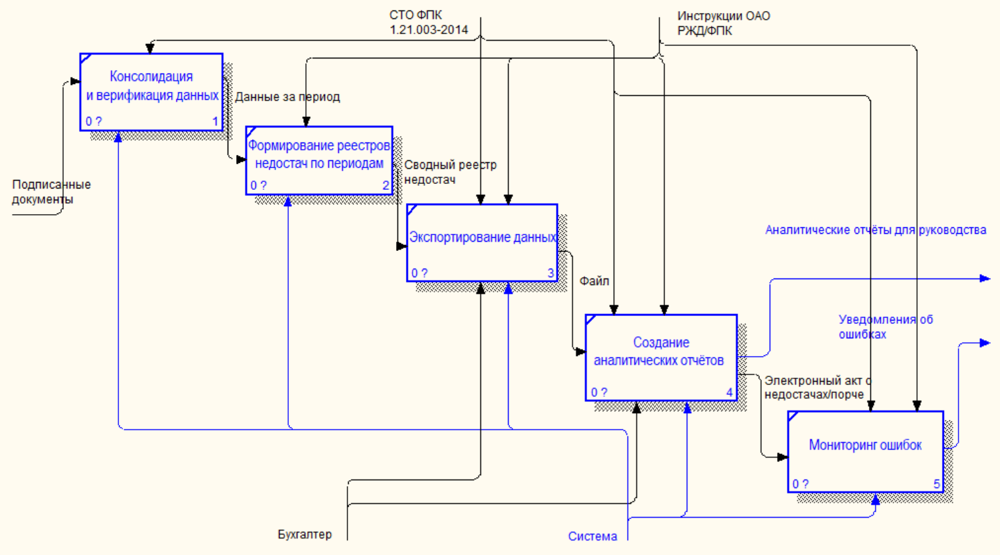 СТО ФПК
1.21.003-2014
Инструкции ОАО
РЖД/ФПК
Консолидация
и верификация данных
0 ?
1
Данные за период
Формирование реестров
недостач по периодам
0 ?
2
Подписанные
документы
Сводный реестр
недостач
Экспортирование данных
0 ?
3
Аналитические отчёты для руководства
Файл
Уведомления об
ошибках
Создание
аналитических отчётов
0 ?
4
Электронный акт о
недостачах/порче
Мониторинг ошибок
0 ?
5
Бухгалтер
Система